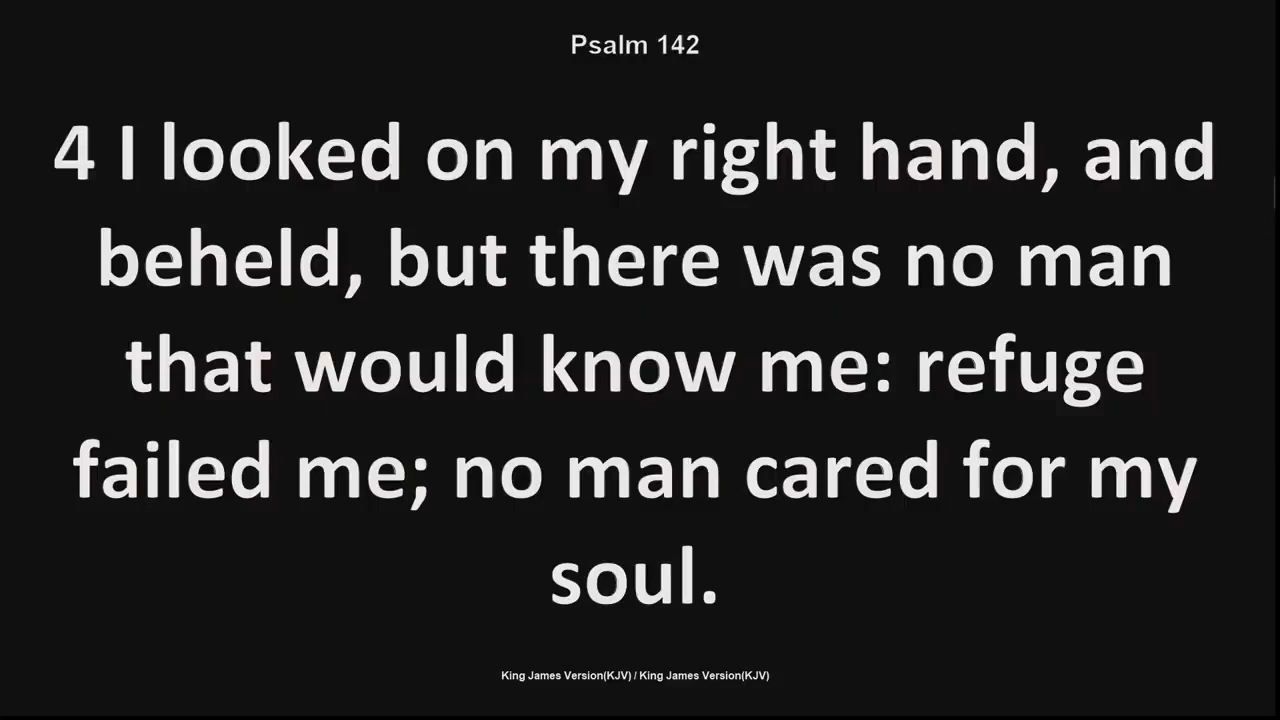 Psalm 142
4 I looked on my right hand, and
beheld, but there was no man
that would know me: refuge
failed me; no man cared for my
soul.
King James Version(KJV) / King James Version(KJV)